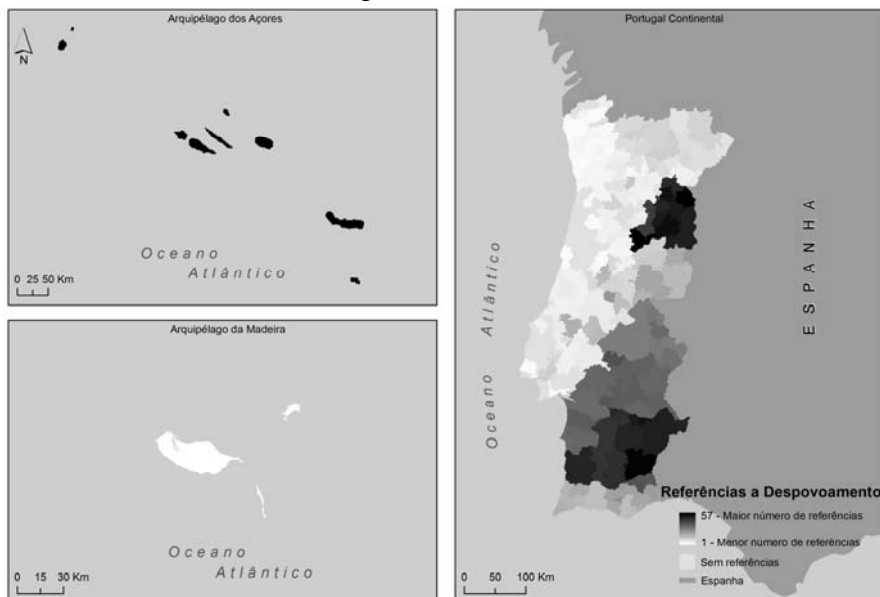 Arquipélago dos Açores
N
Oceano
Atlântico
0 25 50 Km
Arquipélago da Madeira
Oceano
Atlântico
0 15 30 Km
Portugal Continental
Oceano Atlântico
ESPANHA
Referências a Despovoamento
57 - Maior número de referências
1 - Menor número de referências
Sem referências
Espanha
0 50 100 Km